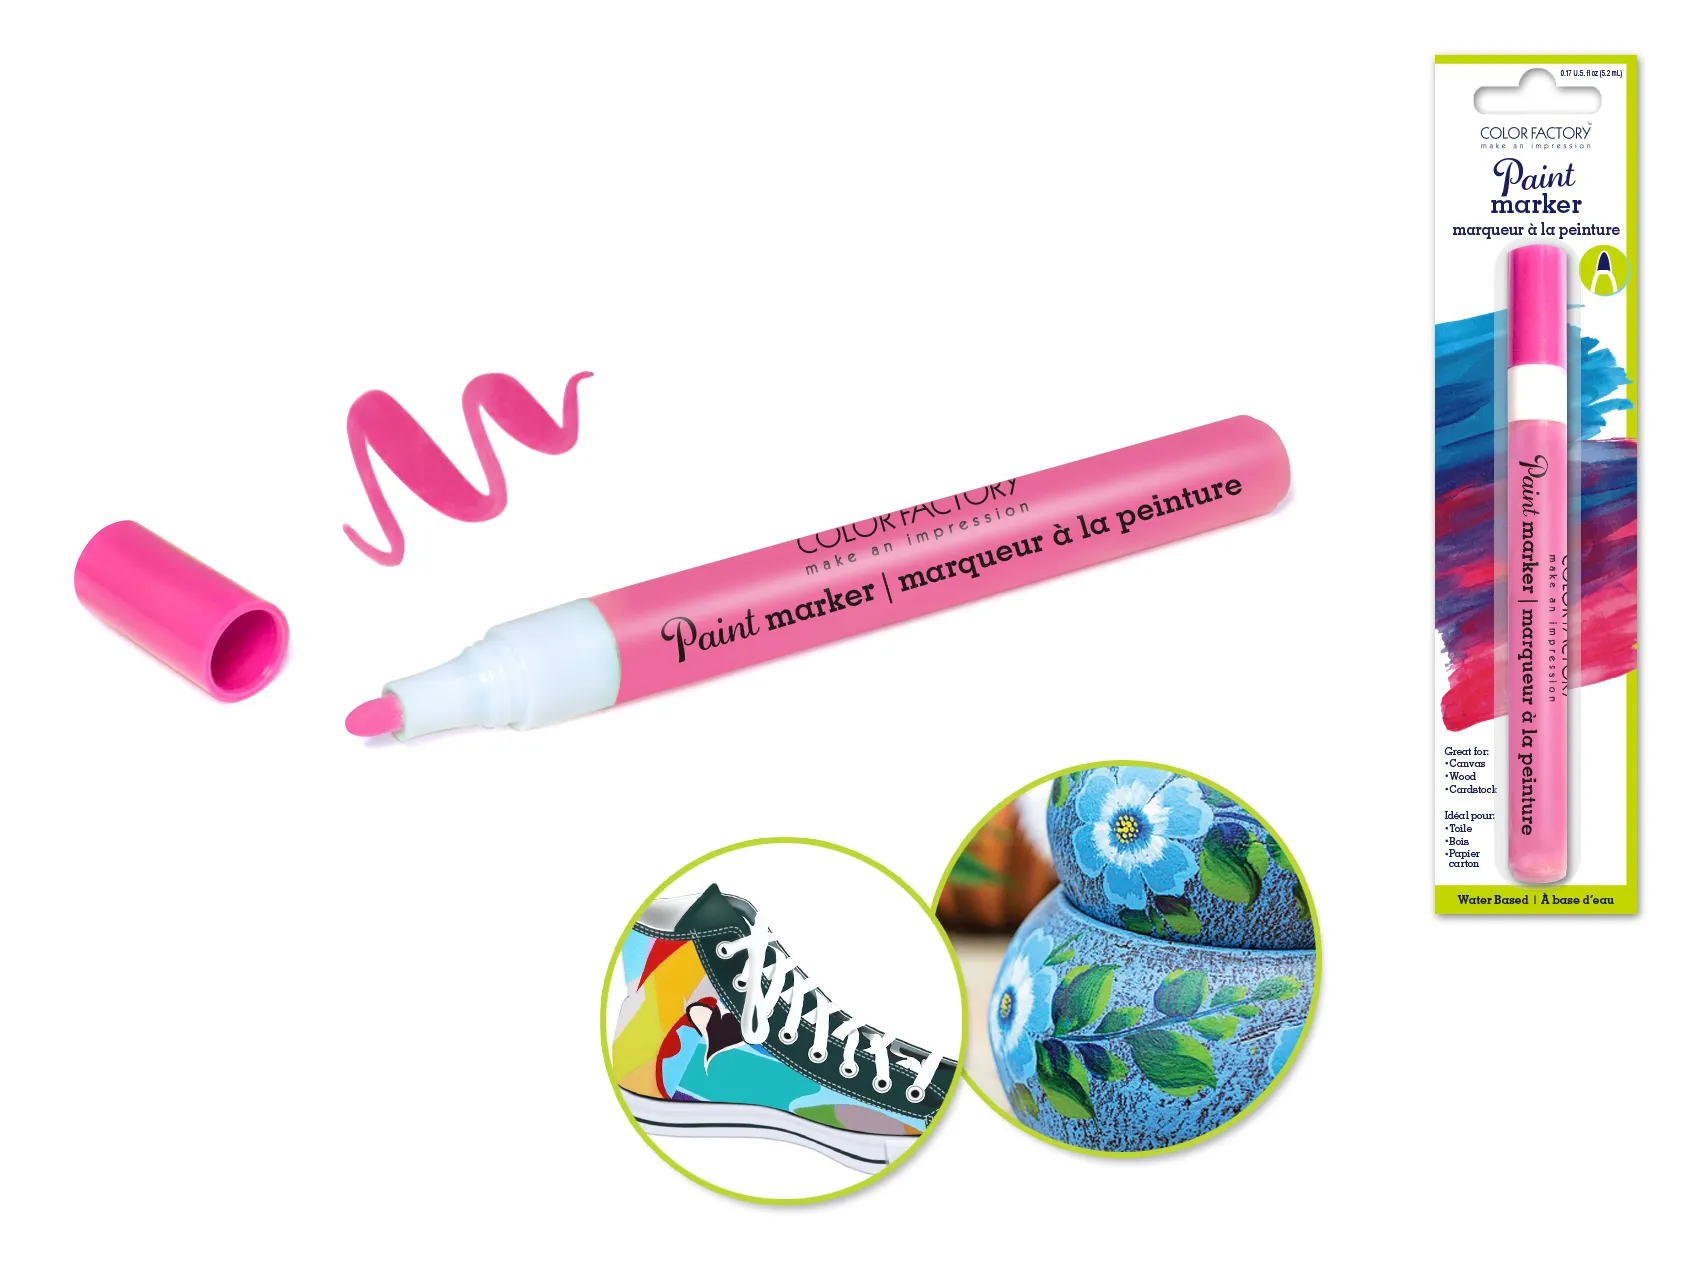 COLOR FACTORY
make an impression
Paint marker | marqueur à la peinture
0.17 U.S. fl oz (5.2 mL)
COLOR FACTORY™
make an impression
Paint
marker
marqueur à la peinture
COLOR FACTORY
make an impression
Paint marker | marqueur à la peinture
Great for:
•Canvas
•Wood
•Cardstock
Idéal pour:
•Toile
•Bois
•Papier
carton
Water Based | À base d'eau